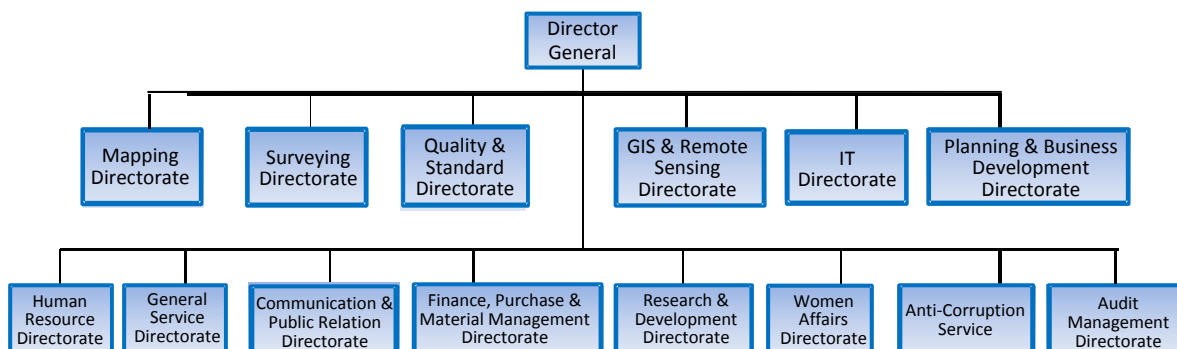 Director
General
Mapping
Directorate
Surveying
Directorate
Quality &
Standard
Directorate
GIS & Remote
Sensing
Directorate
IT
Directorate
Planning & Business
Development
Directorate
Human
Resource
Directorate
General
Service
Directorate
Communication &
Public Relation
Directorate
Finance, Purchase &
Material Management
Directorate
Research &
Development
Directorate
Women
Affairs
Directorate
Anti-Corruption
Service
Audit
Management
Directorate